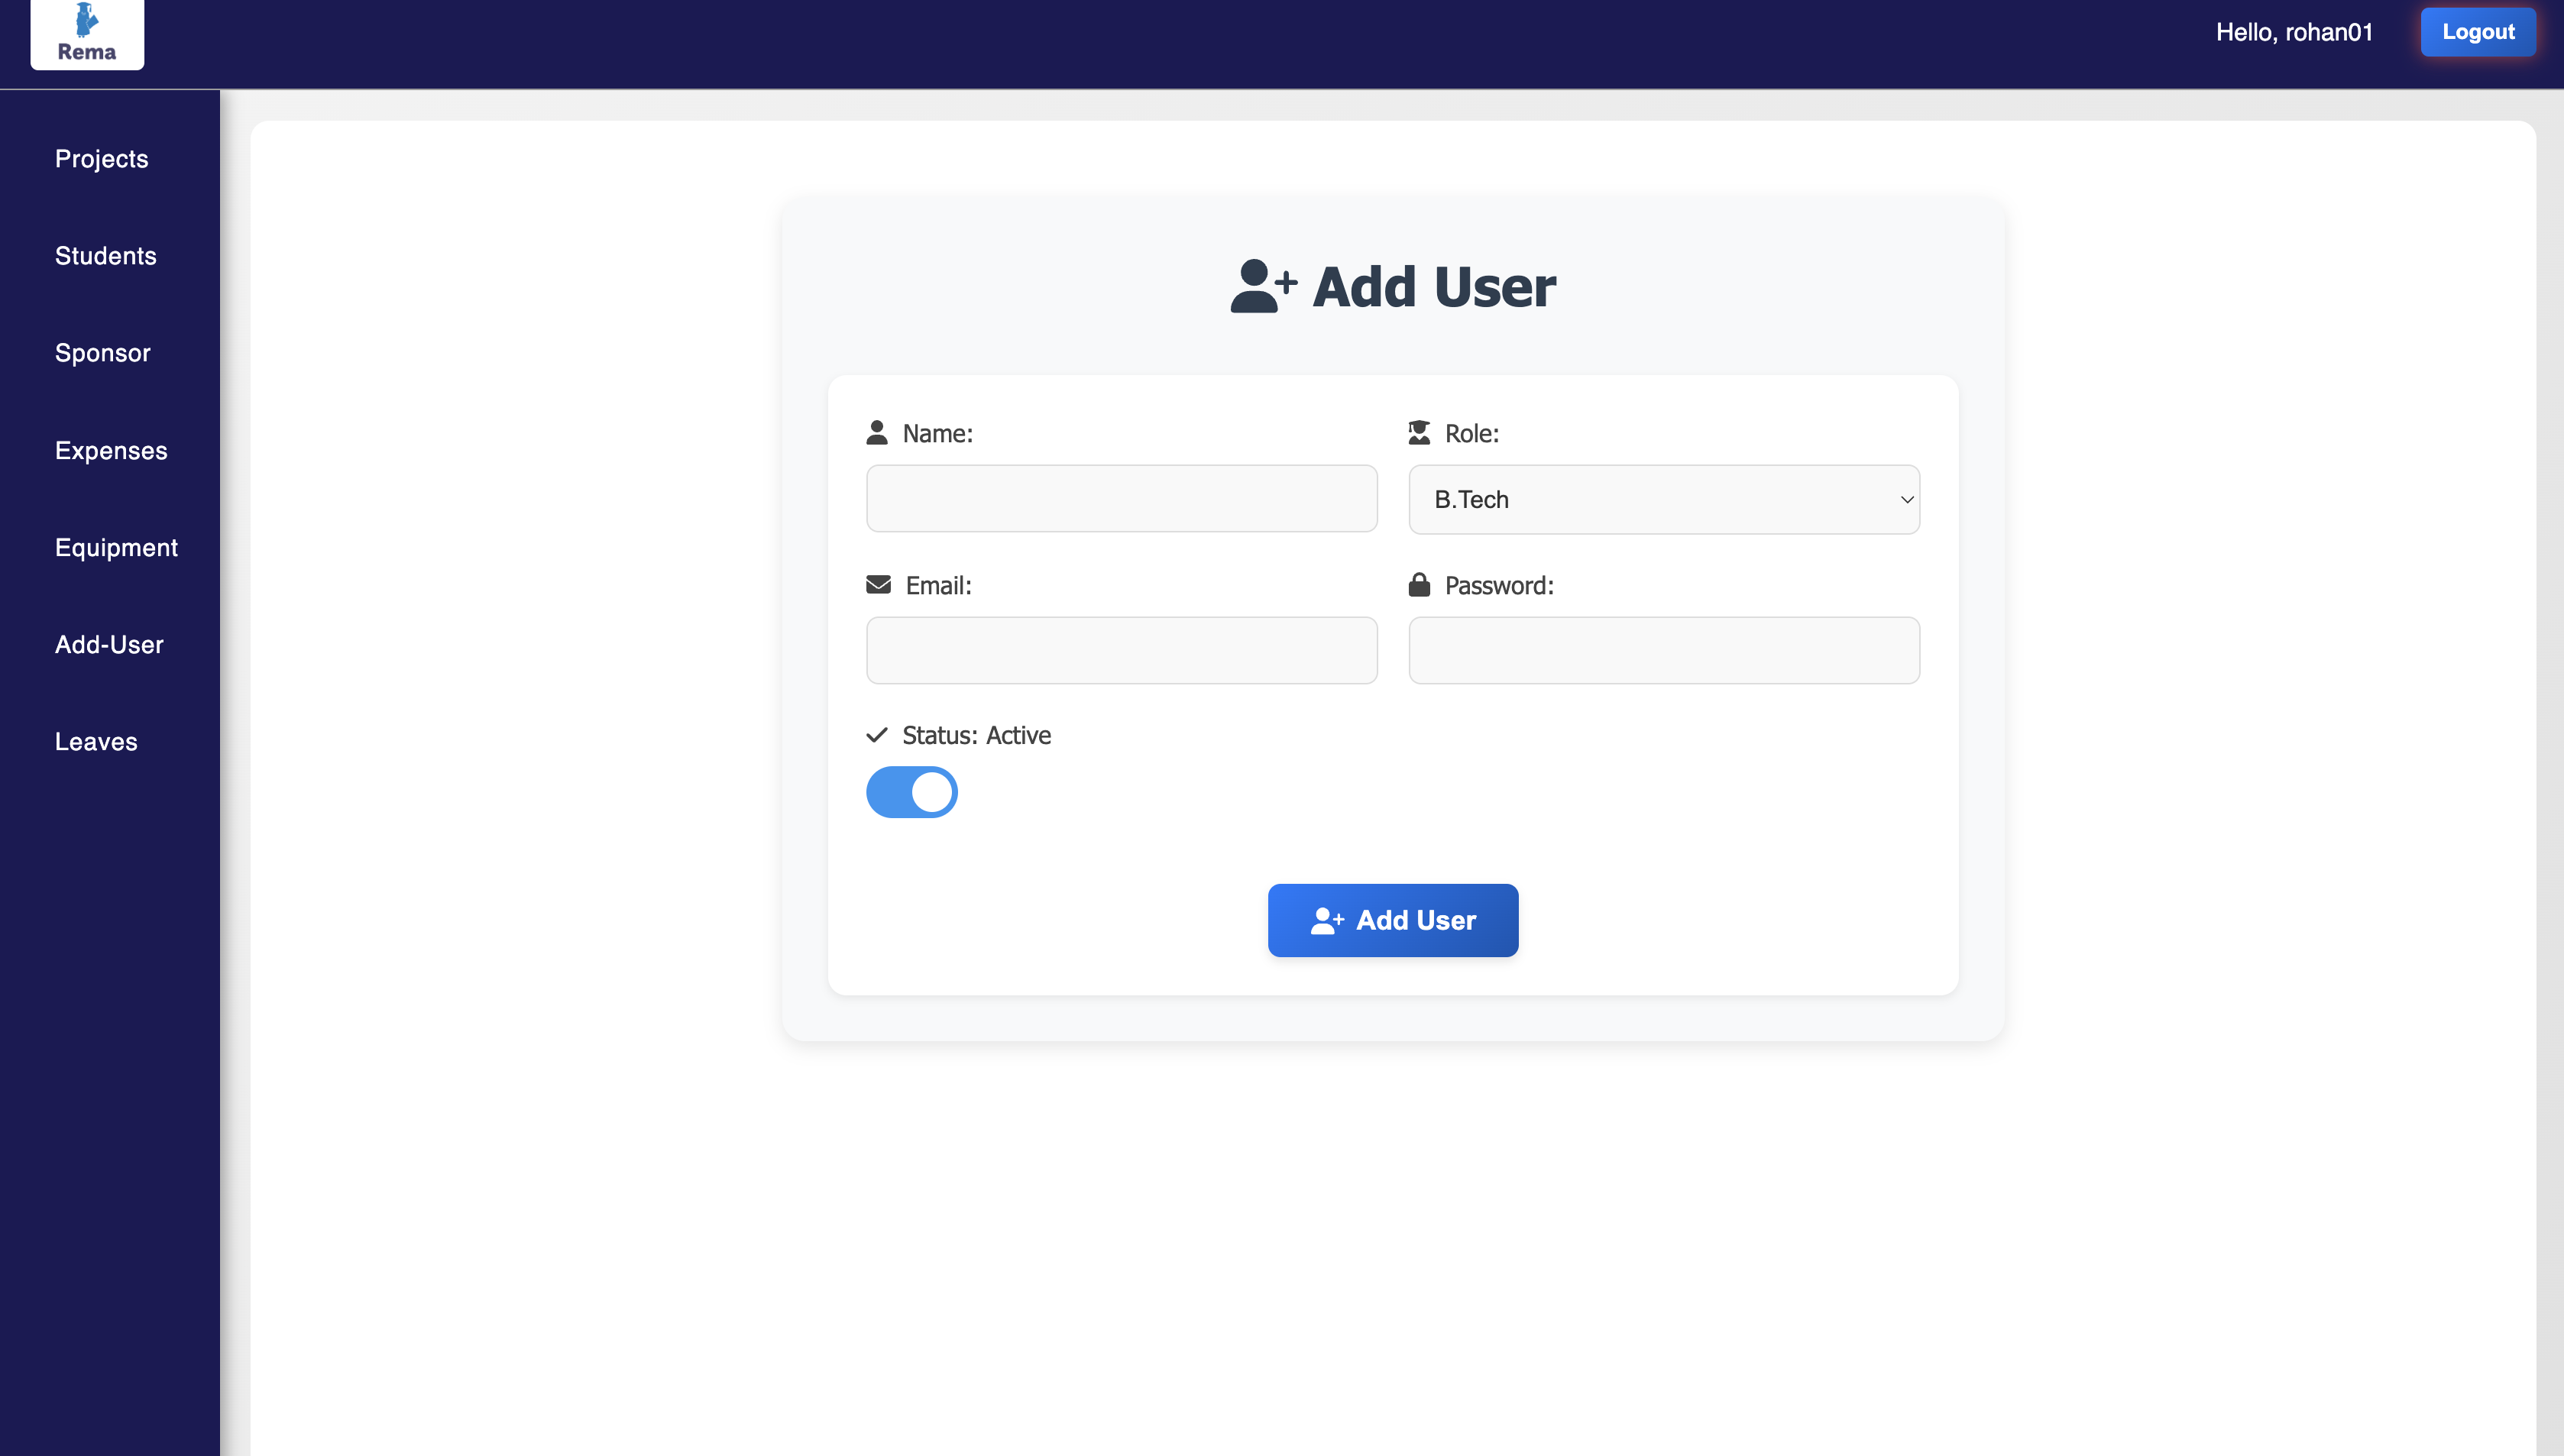 Rema
Hello, rohan01
Logout
Projects
Students
Sponsor
Expenses
Equipment
Add-User
Leaves
Add User
Name:
Role:
B.Tech
Email:
Password:
Status: Active
Add User